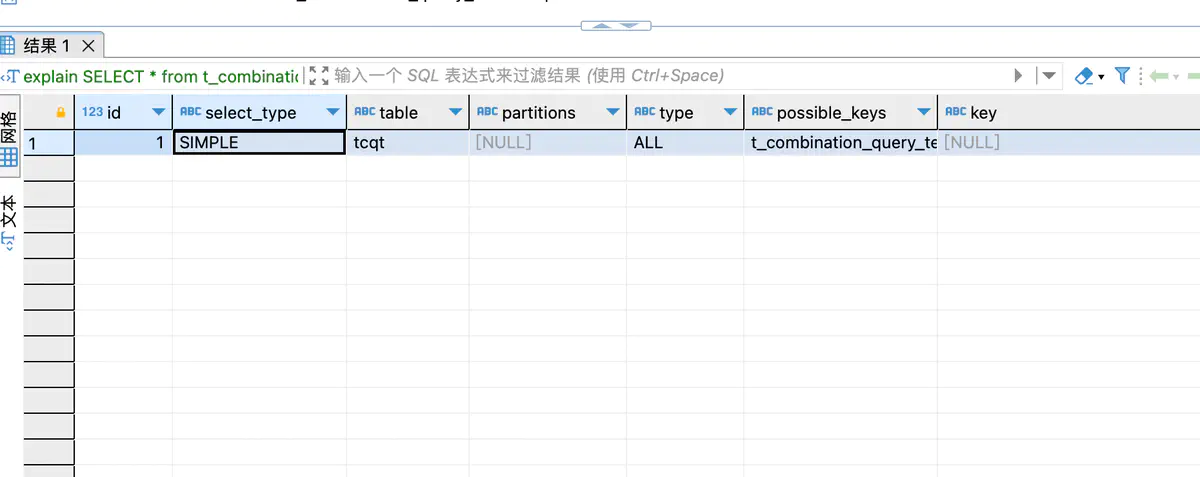 结果 1
explain SELECT * from t_combinatio
输入一个 SQL 表达式来过滤结果 (使用 Ctrl+Space)
网格
文本
123 id
ABC select_type
ABC table
ABC partitions
ABC type
ABC possible_keys
ABC key
1
1
SIMPLE
tcqt
[NULL]
ALL
t_combination_query_te
[NULL]